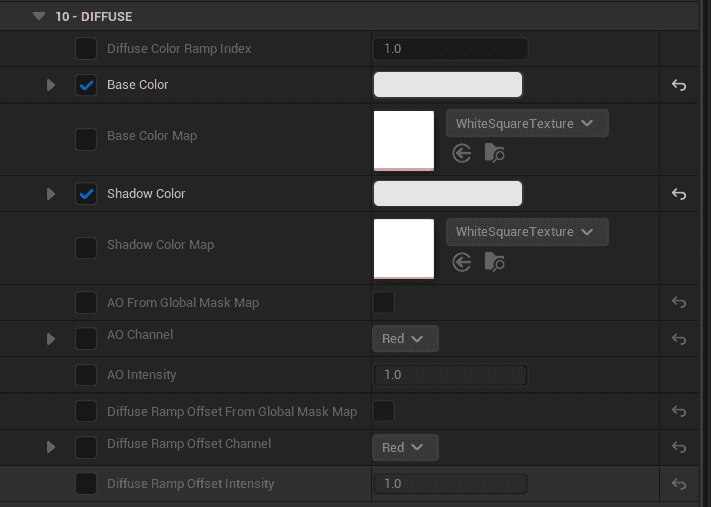 10 - DIFFUSE
Diffuse Color Ramp Index
1.0
Base Color
Base Color Map
WhiteSquareTexture
Shadow Color
Shadow Color Map
WhiteSquareTexture
AO From Global Mask Map
AO Channel
Red
AO Intensity
1.0
Diffuse Ramp Offset From Global Mask Map
Diffuse Ramp Offset Channel
Red
Diffuse Ramp Offset Intensity
1.0